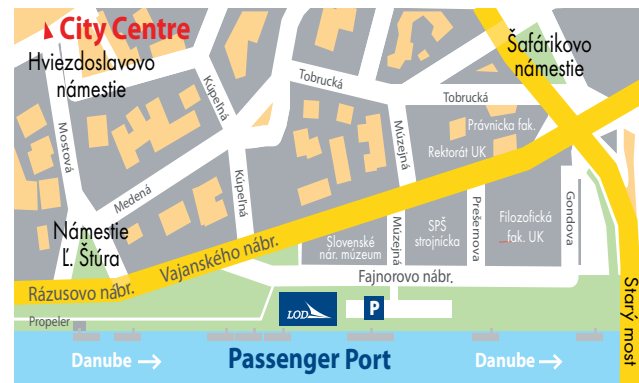 City Centre
Hviezdoslavovo
námestie
Šafárikovo
námestie
Kúpeľná
Tobrucká
Tobrucká
Mostová
Múzejná
Právnicka fak.
Rektorát UK
Medená
Kúpeľná
Gondova
Námestie
Ľ. Štúra
Vajanského nábr.
Slovenské
nár. múzeum
Múzejná
SPŠ
strojnícka
Prešernova
Filozofická
fak. UK
Fajnorovo nábr.
Rázusovo nábr.
Starý most
LOD
P
Propeler
Danube →
Passenger Port
Danube →